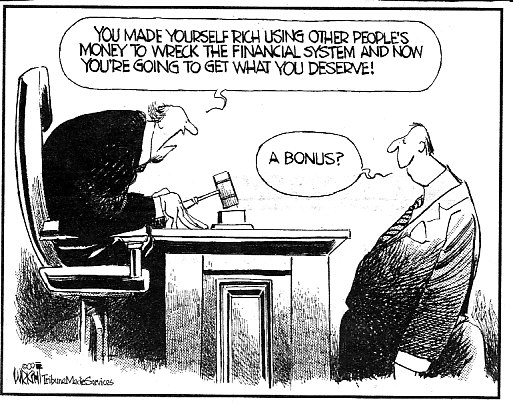 YOU MADE YOURSELF RICH USING OTHER PEOPLE'S
MONEY TO WRECK THE FINANCIAL SYSTEM AND NOW
YOU'RE GOING TO GET WHAT YOU DESERVE!
A BONUS?
Tribune Media Services